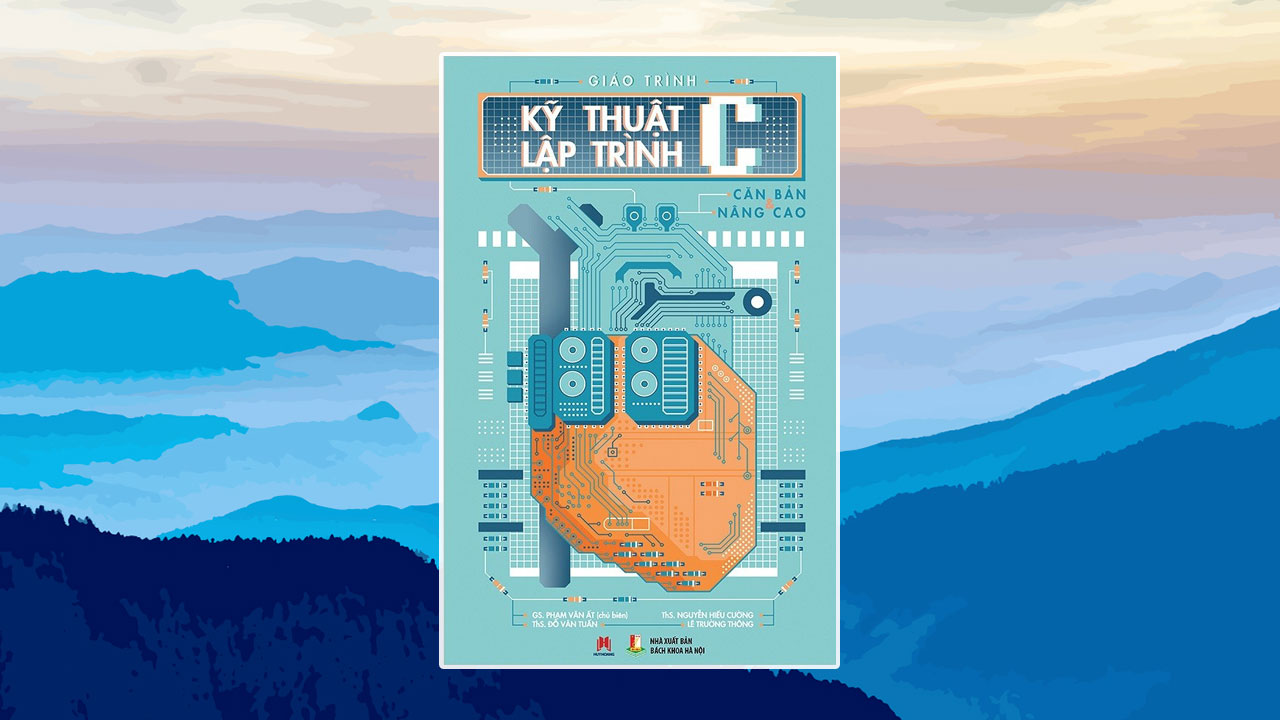 GIÁO TRÌNH
KỸ THUẬT
LẬP TRÌNH
C
CĂN BẢN
&
NÂNG CAO
GS. PHẠM VĂN ẤT (chủ biên)
ThS. ĐỖ VĂN TUẤN
ThS. NGUYỄN HIẾU CƯỜNG
LÊ TRƯỜNG THÔNG
HUYHOANG
NHÀ XUẤT BẢN
BÁCH KHOA HÀ NỘI